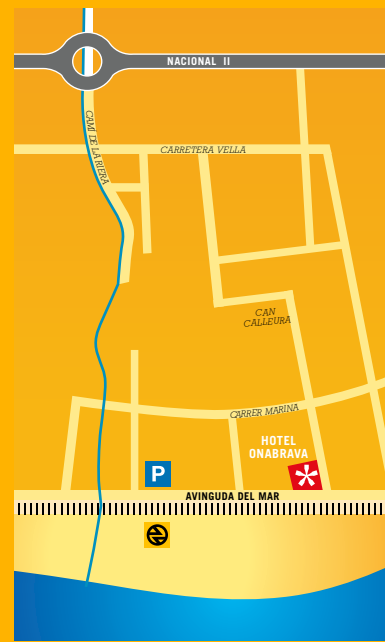 NACIONAL II
CAMÍ DE LA RIERA
CARRETERA VELLA
CAN
CALLEURA
CARRER MARINA
HOTEL
ONABRAVA
P
AVINGUDA DEL MAR